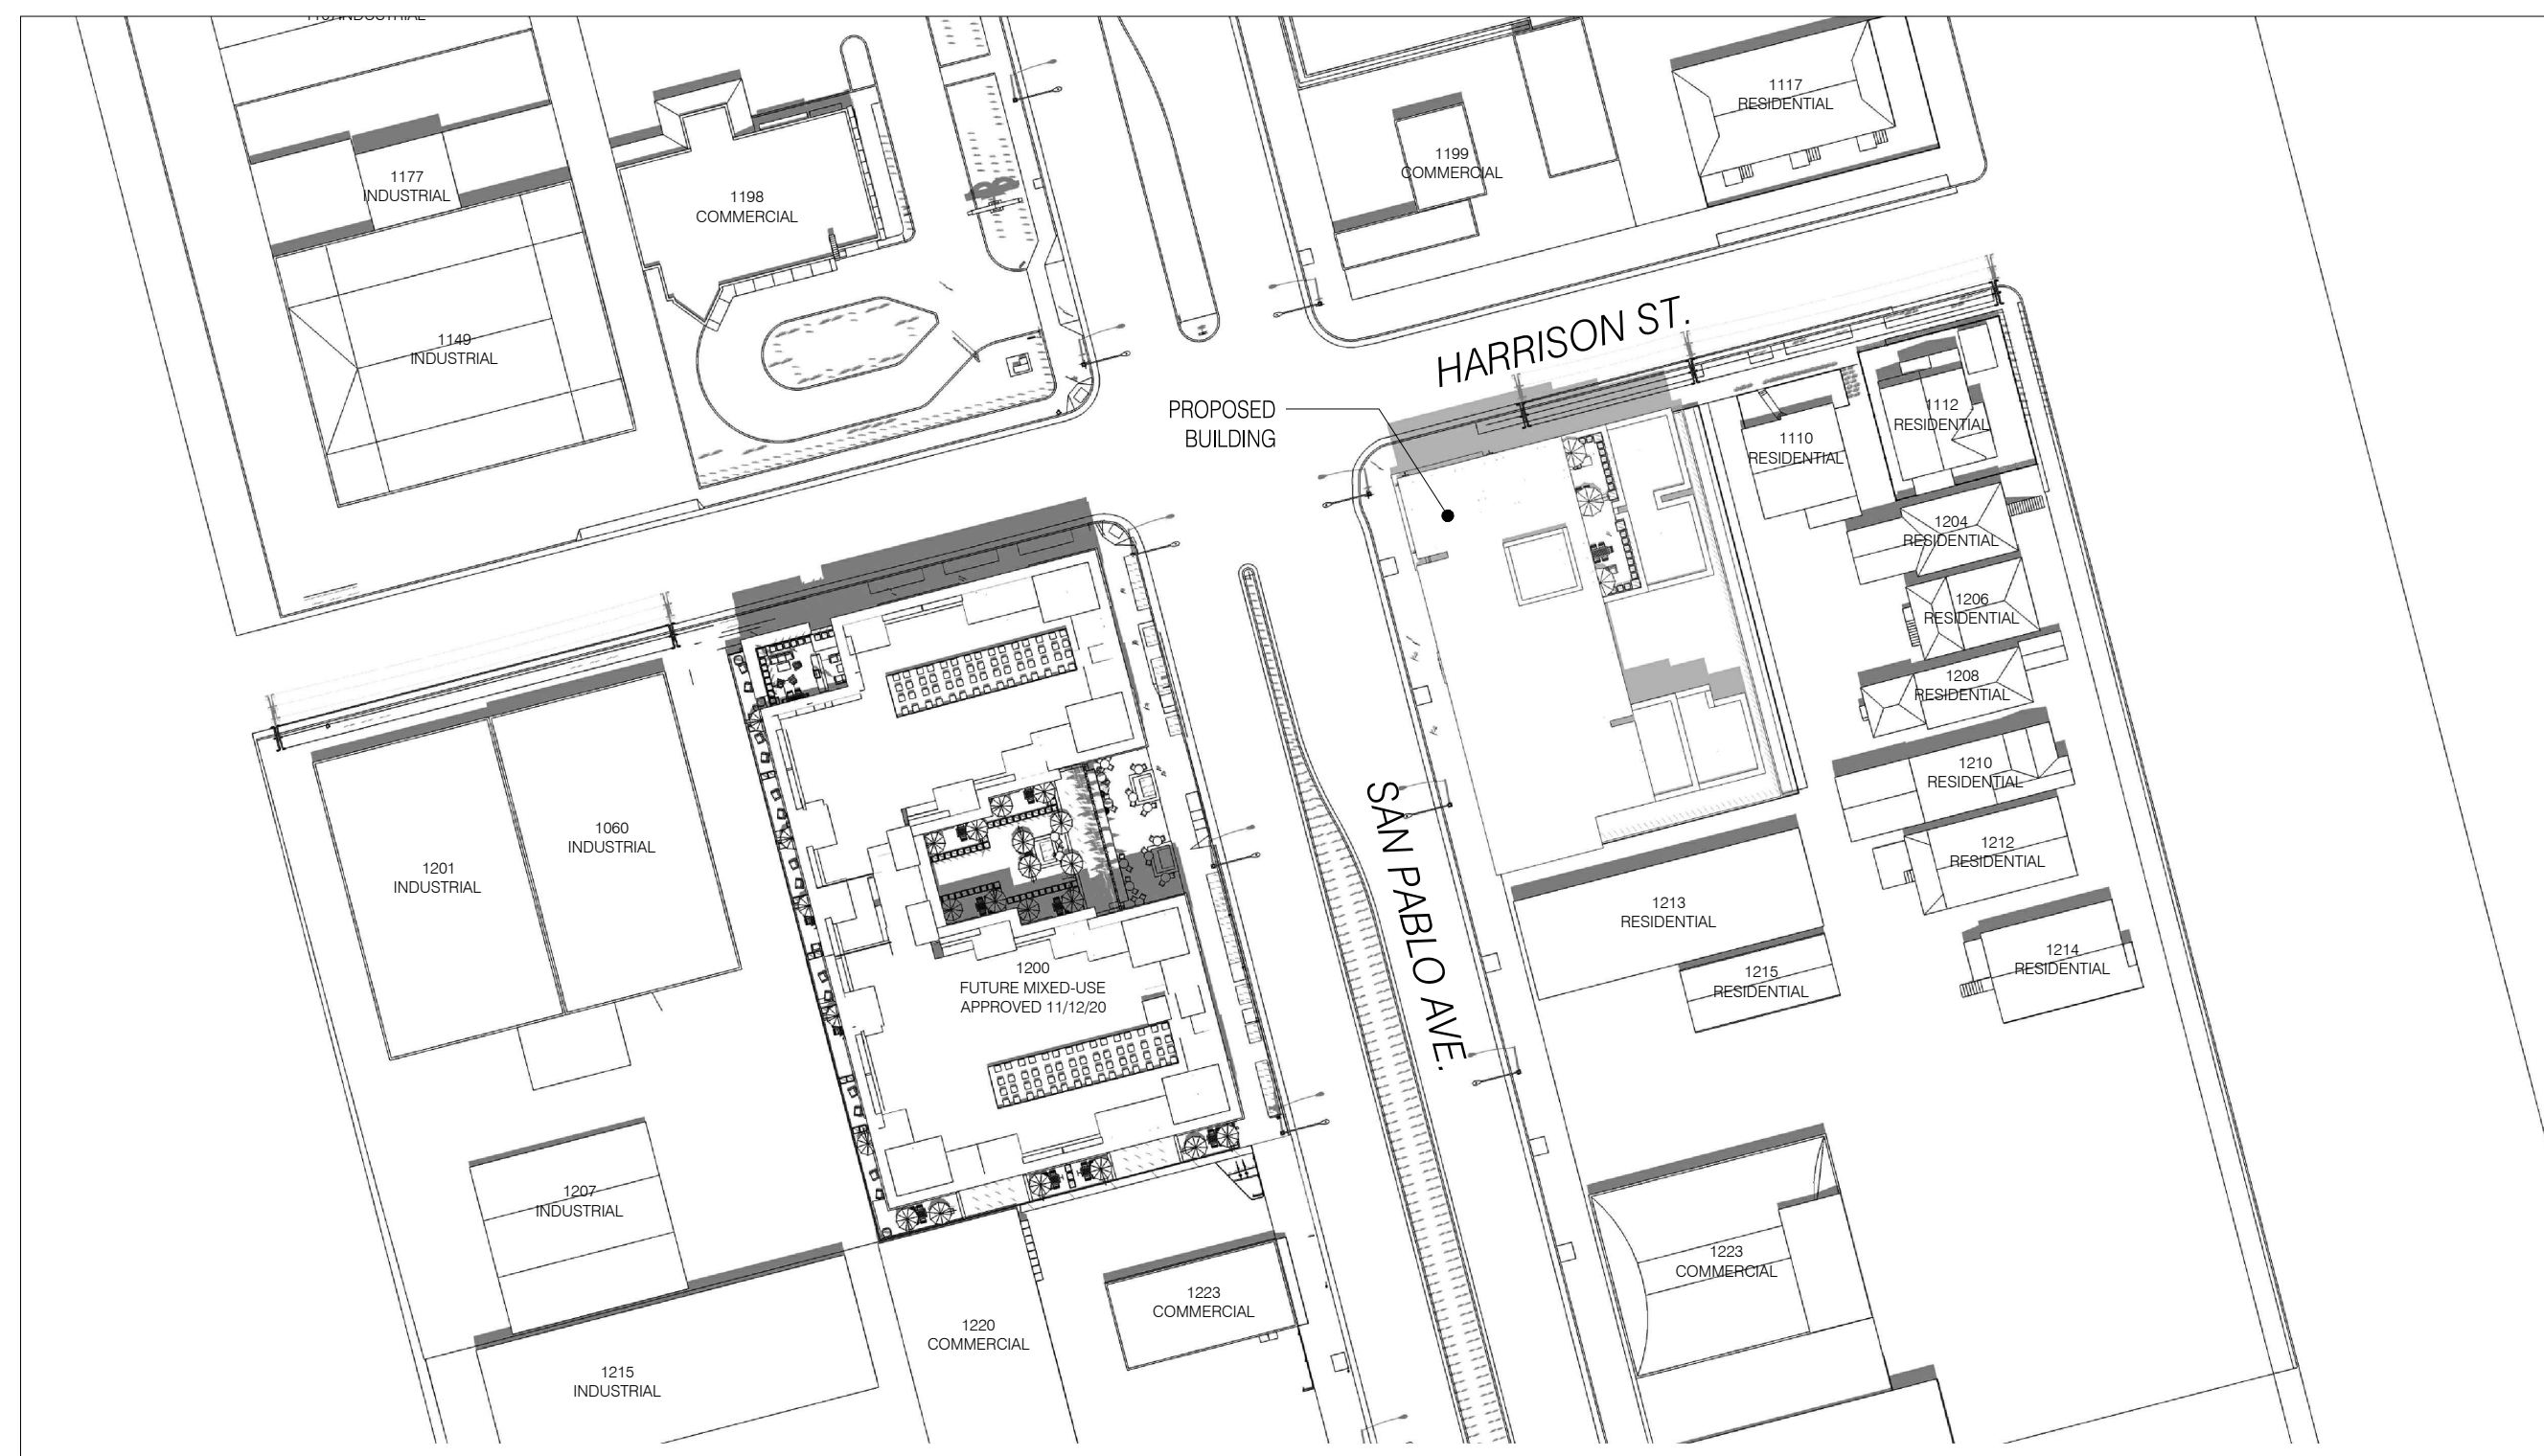 1117
RESIDENTIAL
1199
COMMERCIAL
1177
INDUSTRIAL
1198
COMMERCIAL
1149
INDUSTRIAL
HARRISON ST.
PROPOSED
BUILDING
1112
RESIDENTIAL
1110
RESIDENTIAL
1204
RESIDENTIAL
1206
RESIDENTIAL
1208
RESIDENTIAL
1210
RESIDENTIAL
1212
RESIDENTIAL
1060
INDUSTRIAL
1201
INDUSTRIAL
SAN PABLO AVE.
1213
RESIDENTIAL
1214
RESIDENTIAL
1215
RESIDENTIAL
1200
FUTURE MIXED-USE
APPROVED 11/12/20
1207
INDUSTRIAL
1223
COMMERCIAL
1223
COMMERCIAL
1220
COMMERCIAL
1215
INDUSTRIAL